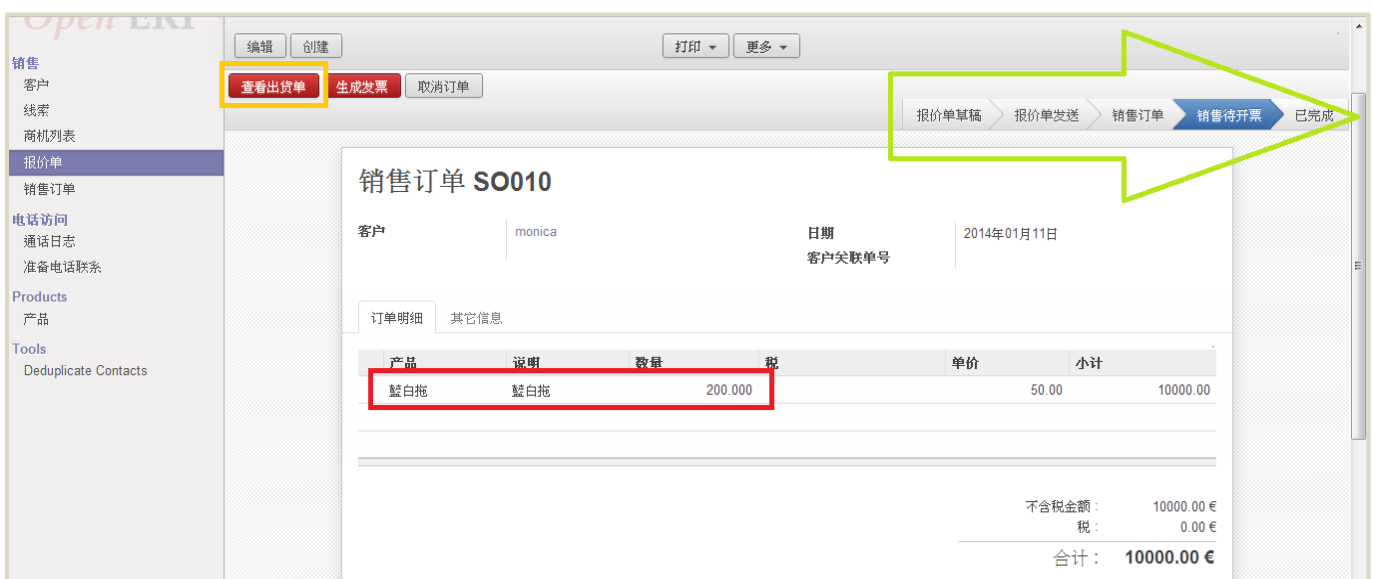 Open ERP
编辑 创建 打印 更多
查看出货单 生成发票 取消订单
报价单草稿 报价单发送 销售订单 销售待开票 已完成
销售
客户
线索
商机列表
报价单
销售订单
电话访问
通话日志
准备电话联系
Products
产品
Tools
Deduplicate Contacts
销售订单 SO010
客户 monica 日期 2014年01月11日
客户关联单号
订单明细 其它信息
产品 说明 数量 税 单价 小计
蓝白拖 蓝白拖 200.000 50.00 10000.00
不含税金额 : 10000.00 €
税 : 0.00 €
合计 : 10000.00 €